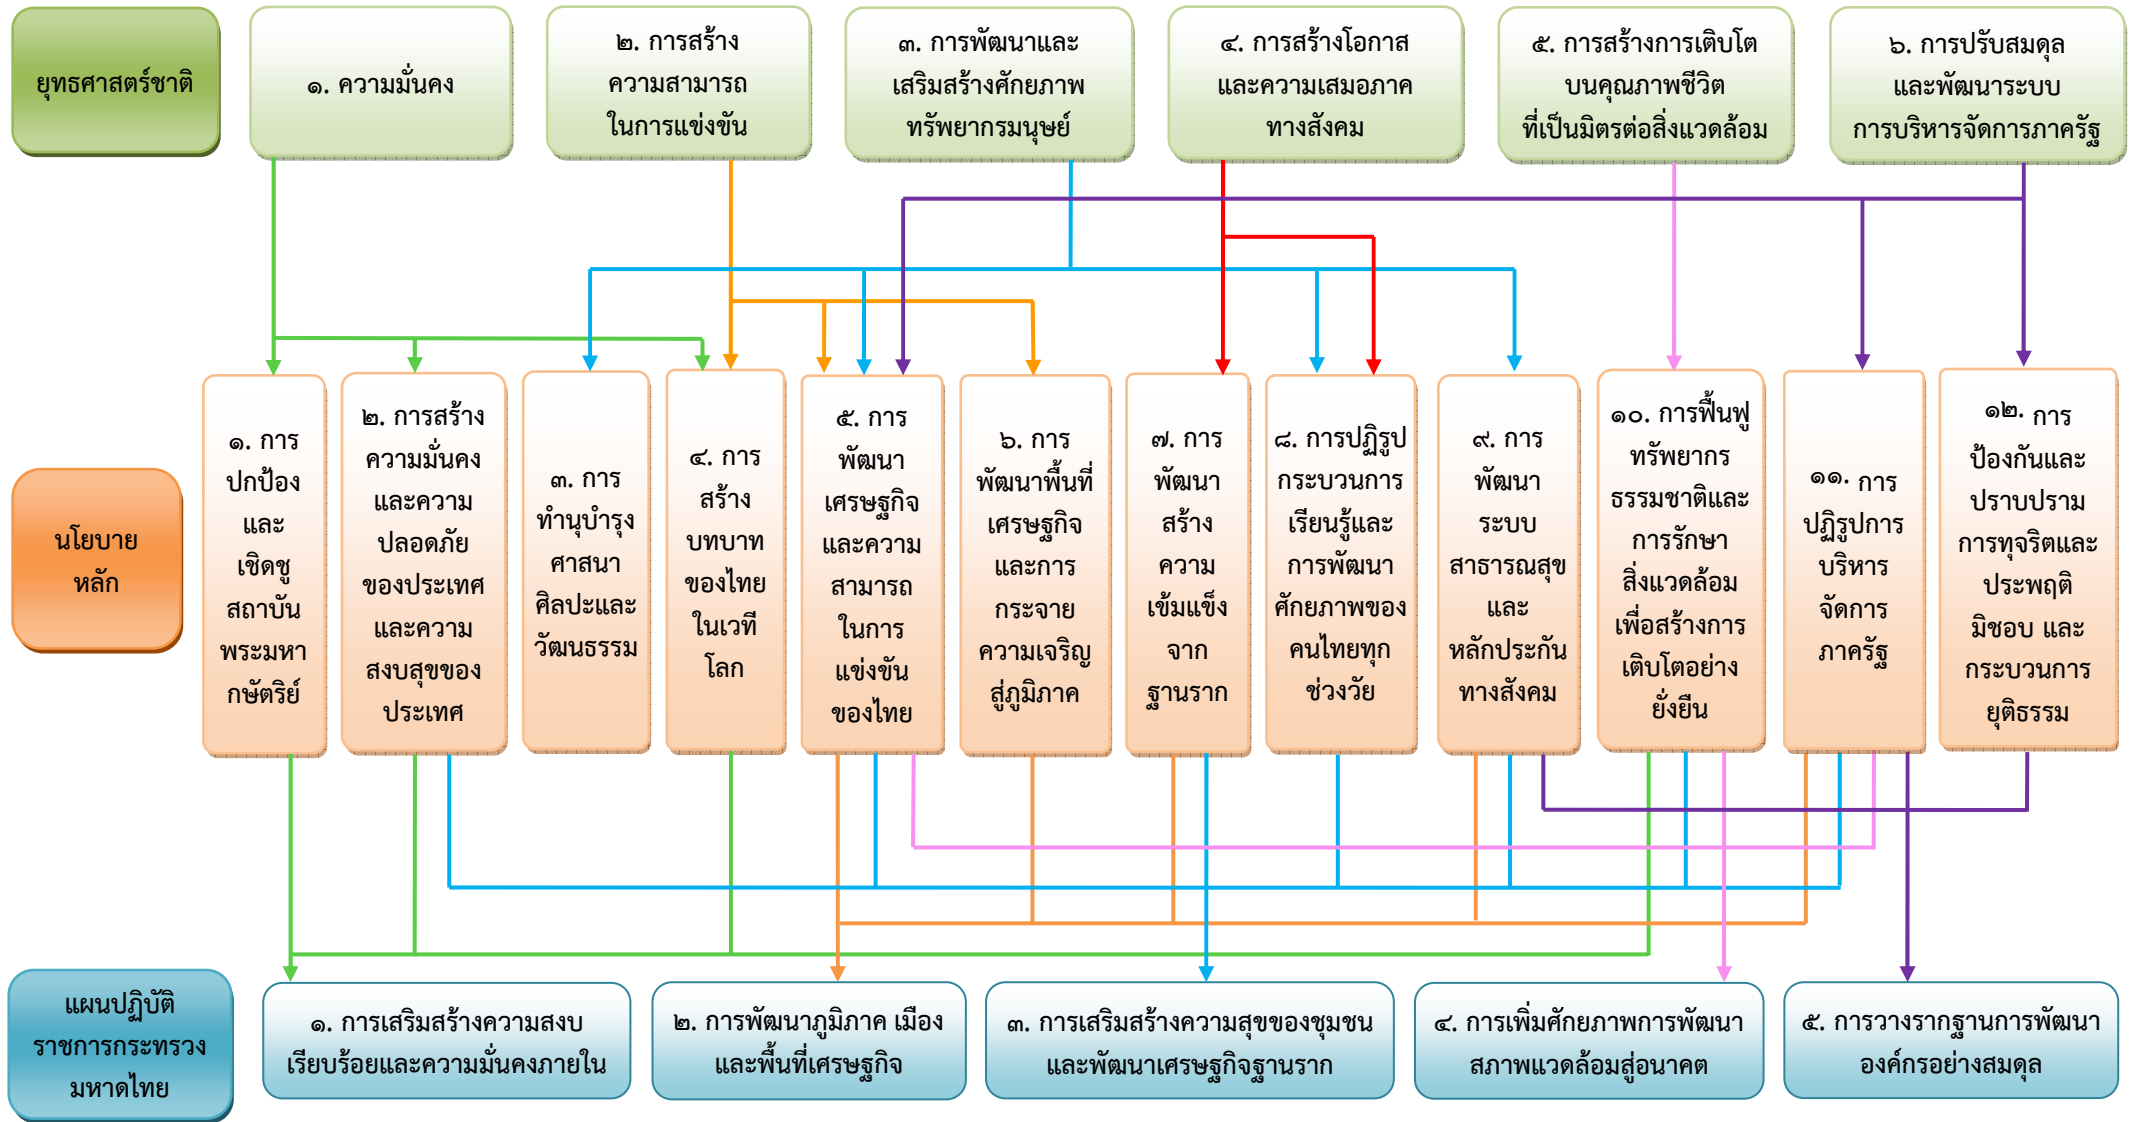 ยุทธศาสตร์ชาติ
๑. ความมั่นคง
๒. การสร้าง
ความสามารถ
ในการแข่งขัน
๓. การพัฒนาและ
เสริมสร้างศักยภาพ
ทรัพยากรมนุษย์
๔. การสร้างโอกาส
และความเสมอภาค
ทางสังคม
๕. การสร้างการเติบโต
บนคุณภาพชีวิต
ที่เป็นมิตรต่อสิ่งแวดล้อม
๖. การปรับสมดุล
และพัฒนาระบบ
การบริหารจัดการภาครัฐ
นโยบาย
หลัก
๑. การ
ปกป้อง
และ
เชิดชู
สถาบัน
พระมหา
กษัตริย์
๒. การสร้าง
ความมั่นคง
และความ
ปลอดภัย
ของประเทศ
และความ
สงบสุขของ
ประเทศ
๓. การ
ทำนุบำรุง
ศาสนา
ศิลปะและ
วัฒนธรรม
๔. การ
สร้าง
บทบาท
ของไทย
ในเวที
โลก
๕. การ
พัฒนา
เศรษฐกิจ
และความ
สามารถ
ในการ
แข่งขัน
ของไทย
๖. การ
พัฒนาพื้นที่
เศรษฐกิจ
และการ
กระจาย
ความเจริญ
สู่ภูมิภาค
๗. การ
พัฒนา
สร้าง
ความ
เข้มแข็ง
จาก
ฐานราก
๘. การปฏิรูป
กระบวนการ
เรียนรู้และ
การพัฒนา
ศักยภาพของ
คนไทยทุก
ช่วงวัย
๙. การ
พัฒนา
ระบบ
สาธารณสุข
และ
หลักประกัน
ทางสังคม
๑๐. การฟื้นฟู
ทรัพยากร
ธรรมชาติและ
การรักษา
สิ่งแวดล้อม
เพื่อสร้างการ
เติบโตอย่าง
ยั่งยืน
๑๑. การ
ปฏิรูปการ
บริหาร
จัดการ
ภาครัฐ
๑๒. การ
ป้องกันและ
ปราบปราม
การทุจริตและ
ประพฤติ
มิชอบ และ
กระบวนการ
ยุติธรรม
แผนปฏิบัติ
ราชการกระทรวง
มหาดไทย
๑. การเสริมสร้างความสงบ
เรียบร้อยและความมั่นคงภายใน
๒. การพัฒนาภูมิภาค เมือง
และพื้นที่เศรษฐกิจ
๓. การเสริมสร้างความสุขของชุมชน
และพัฒนาเศรษฐกิจฐานราก
๔. การเพิ่มศักยภาพการพัฒนา
สภาพแวดล้อมสู่อนาคต
๕. การวางรากฐานการพัฒนา
องค์กรอย่างสมดุล